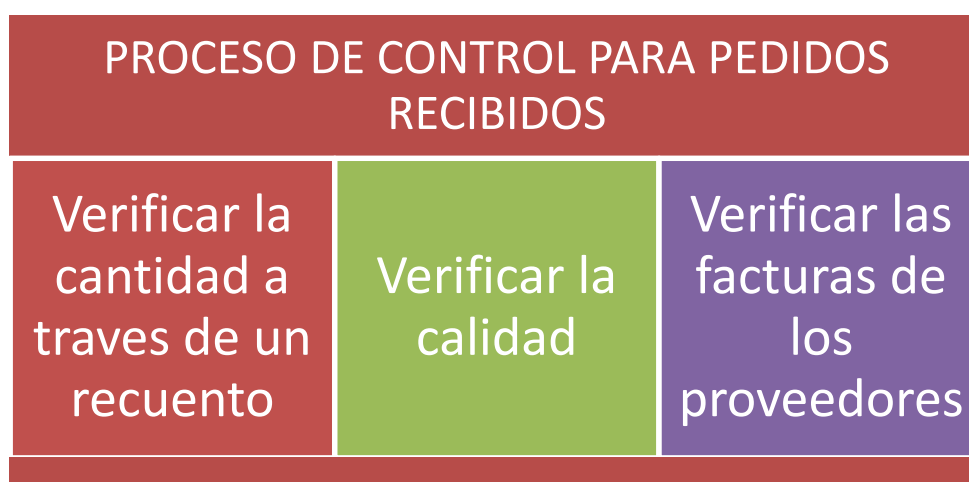 PROCESO DE CONTROL PARA PEDIDOS
RECIBIDOS
Verificar la
cantidad a
traves de un
recuento
Verificar la
calidad
Verificar las
facturas de
los
proveedores